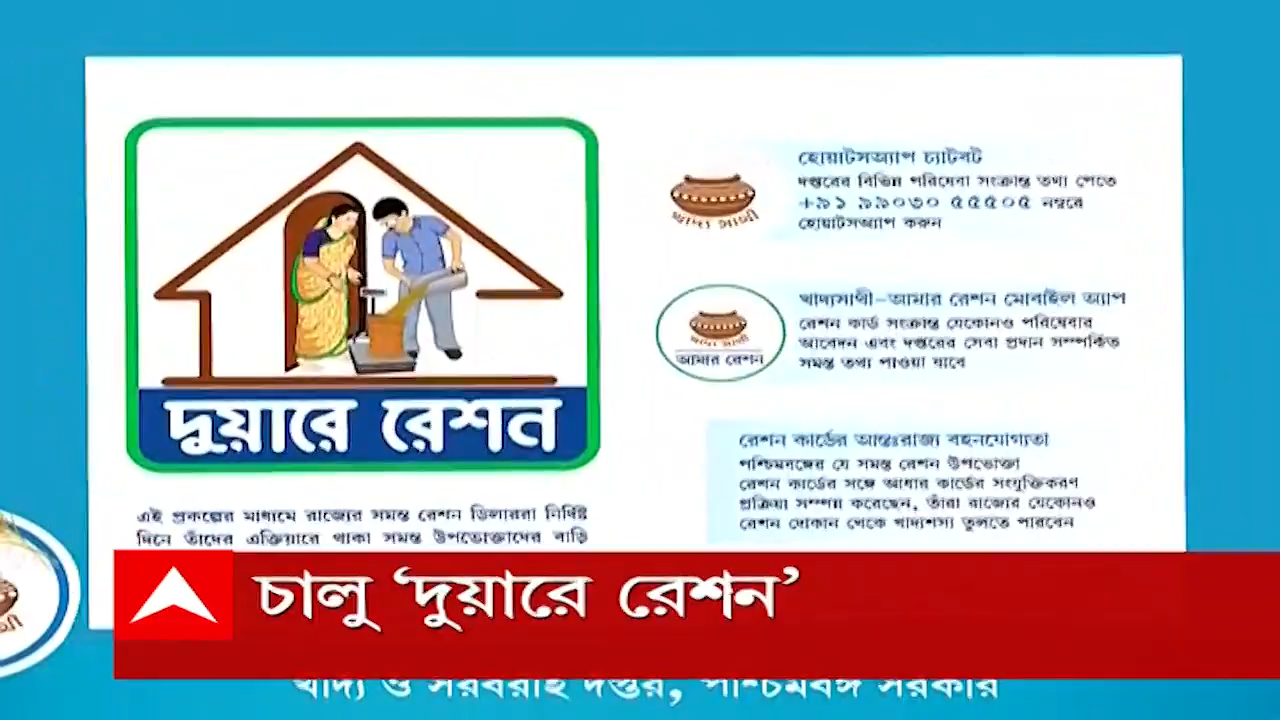 দুয়ারে রেশন
এই প্রকল্পের মাধ্যমে রাজ্যের সমস্ত রেশন ডিলাররা নির্দিষ্ট
দিনে তাঁদের এক্তিয়ারে থাকা সমস্ত উপভোক্তাদের বাড়ি
খাদ্য সাথী
হোয়াটসঅ্যাপ চ্যাটবট
দপ্তরের বিভিন্ন পরিষেবা সংক্রান্ত তথ্য পেতে
+৯১ ৯৯০৩০ ৫৫৫০৫ নম্বরে
হোয়াটসঅ্যাপ করুন
খাদ্য সাথী
আমার রেশন
খাদ্যসাথী-আমার রেশন মোবাইল অ্যাপ
রেশন কার্ড সংক্রান্ত যেকোনও পরিষেবার
আবেদন এবং দপ্তরের সেবা প্রদান সম্পর্কিত
সমস্ত তথ্য পাওয়া যাবে
রেশন কার্ডের আন্তঃরাজ্য বহনযোগ্যতা
পশ্চিমবঙ্গের যে সমস্ত রেশন উপভোক্তা
রেশন কার্ডের সঙ্গে আধার কার্ডের সংযুক্তিকরণ
প্রক্রিয়া সম্পন্ন করেছেন, তাঁরা রাজ্যের যেকোনও
রেশন দোকান থেকে খাদ্যশস্য তুলতে পারবেন
চালু ‘দুয়ারে রেশন’
খাদ্য ও সরবরাহ দপ্তর, পশ্চিমবঙ্গ সরকার